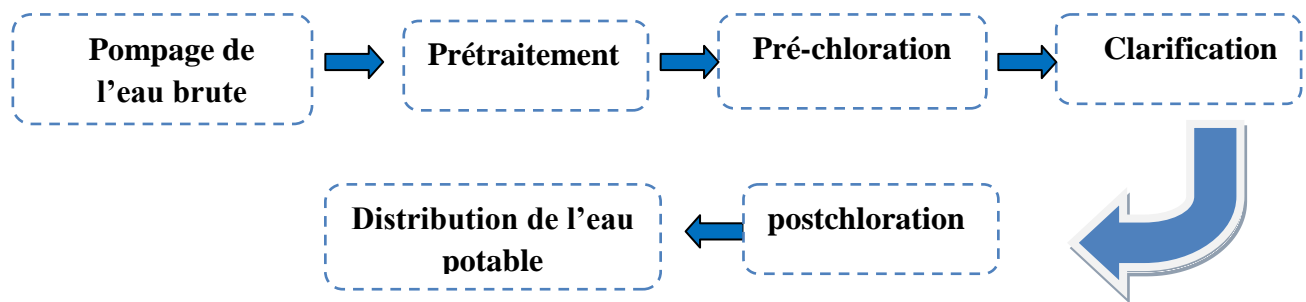 Pompage de
l’eau brute
Prétraitement
Pré-chloration
Clarification
postchloration
Distribution de l’eau
potable